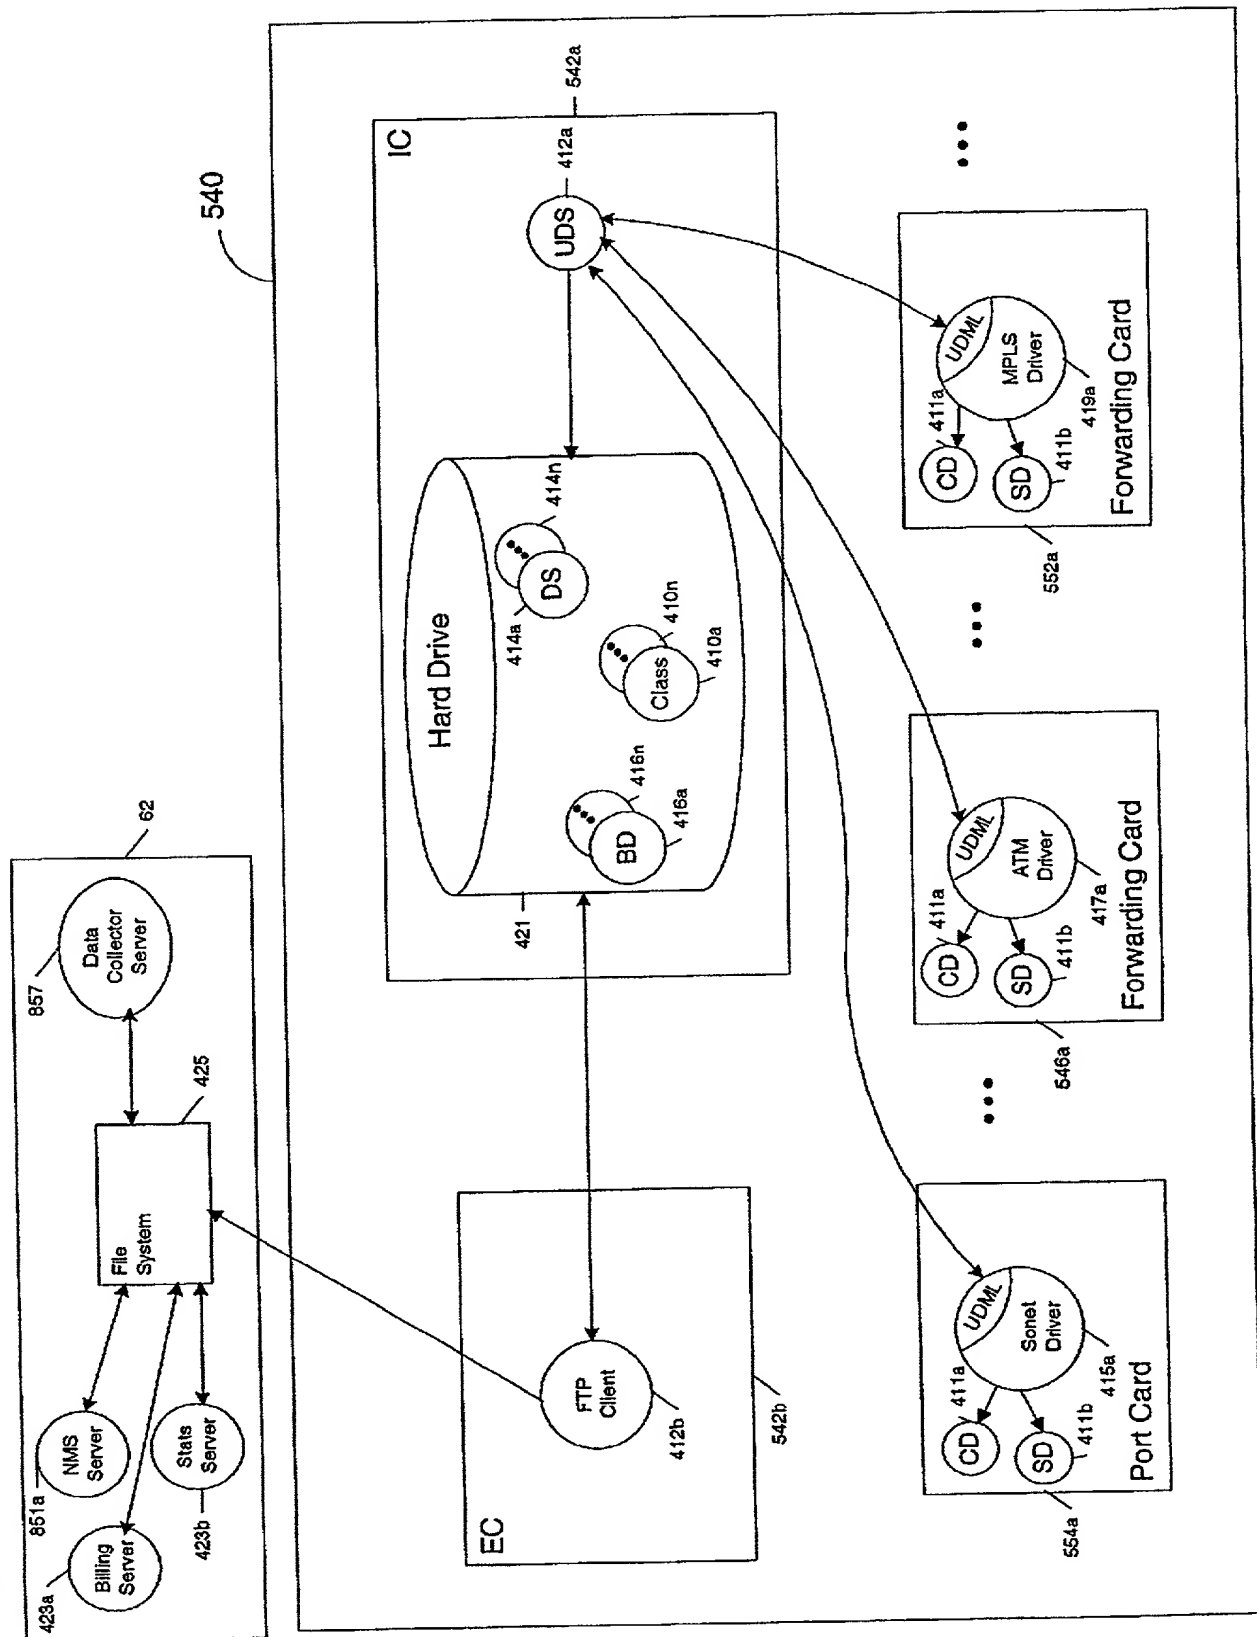 62
857
Data
Collector
Server
425
File
System
851a
NMS
Server
Stats
Server
423b
423a
Billing
Server
540
IC
542a
UDS
412a
Hard Drive
421
414n
DS
414a
410n
Class
410a
416n
BD
416a
EC
FTP
Client
412b
542b
554a
CD
411a
SD
411b
UDML
Sonet
Driver
415a
Port Card
•••
546a
CD
411a
SD
411b
UDML
ATM
Driver
417a
Forwarding Card
•••
552a
CD
411a
SD
411b
UDML
MPLS
Driver
419a
Forwarding Card
•••